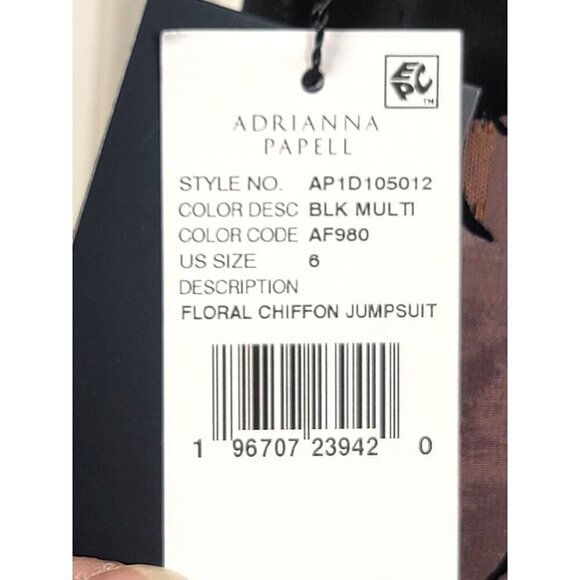 EPC
TM
ADRIANNA
PAPELL
STYLE NO. AP1D105012
COLOR DESC BLK MULTI
COLOR CODE AF980
US SIZE 6
DESCRIPTION
FLORAL CHIFFON JUMPSUIT
1 96707 23942 0